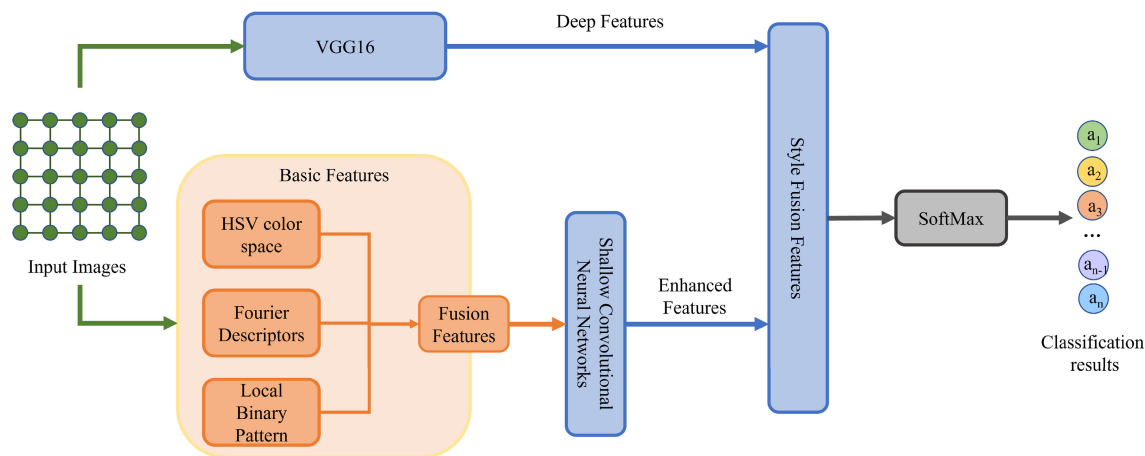 Deep Features
VGG16
Input Images
Basic Features
HSV color
space
Fourier
Descriptors
Local
Binary
Pattern
Fusion
Features
Shallow Convolutional
Neural Networks
Enhanced
Features
Style Fusion Features
SoftMax
a1
a2
a3
...
an-1
an
Classification
results